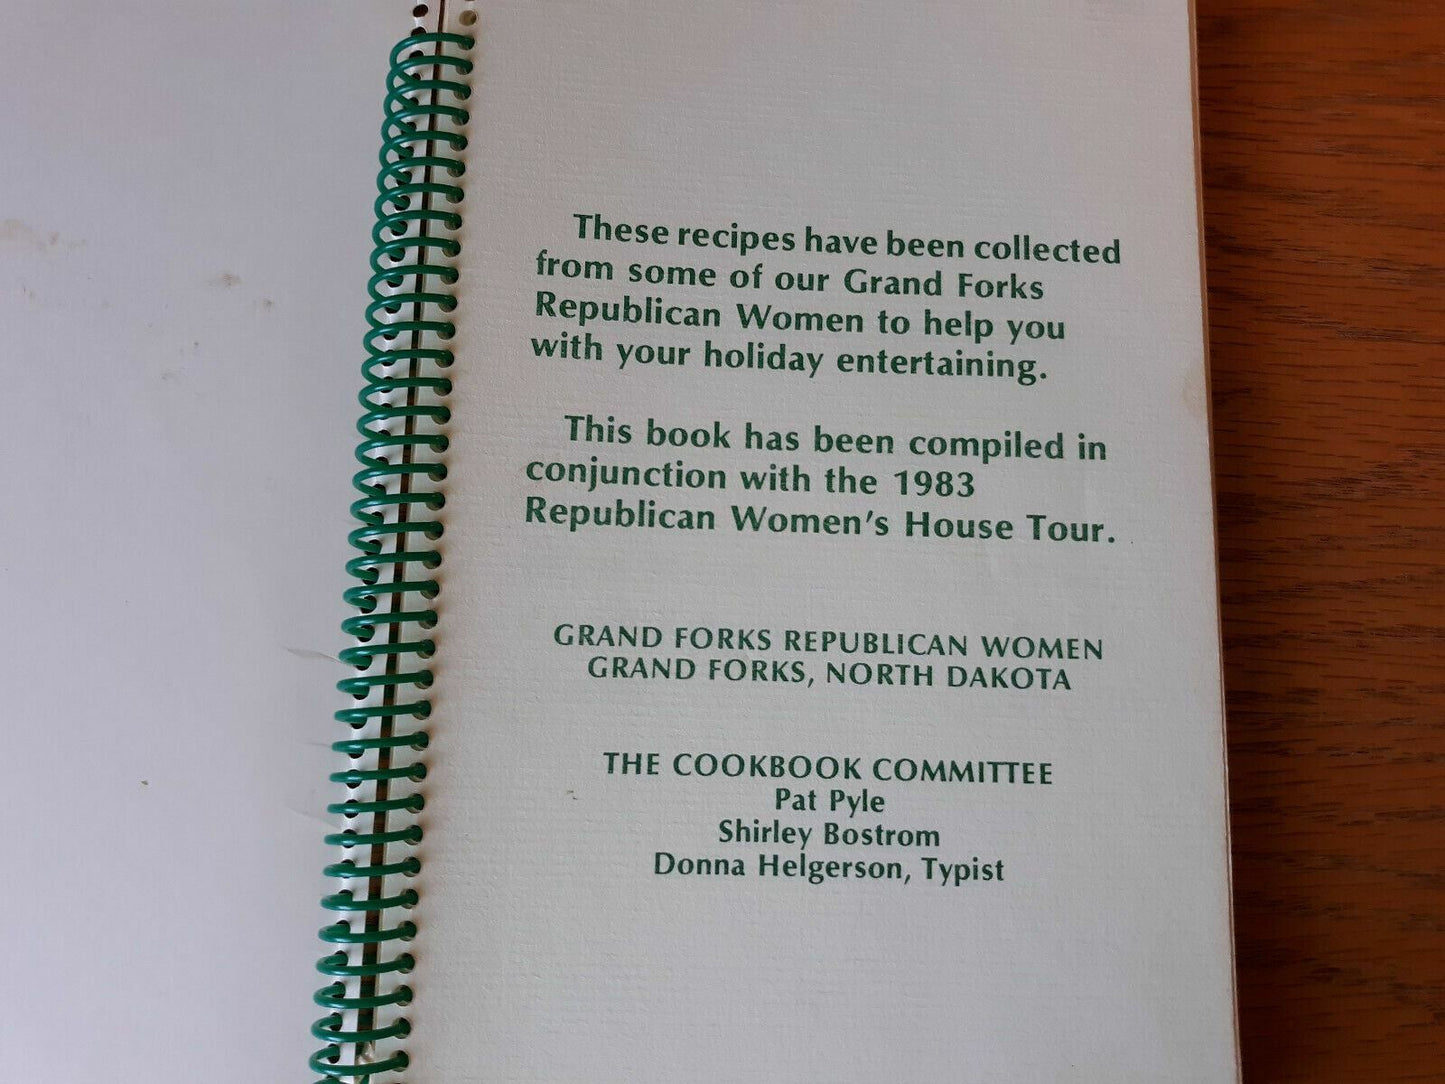 These recipes have been collected
from some of our Grand Forks
Republican Women to help you
with your holiday entertaining.
This book has been compiled in
conjunction with the 1983
Republican Women's House Tour.
GRAND FORKS REPUBLICAN WOMEN
GRAND FORKS, NORTH DAKOTA
THE COOKBOOK COMMITTEE
Pat Pyle
Shirley Bostrom
Donna Helgerson, Typist